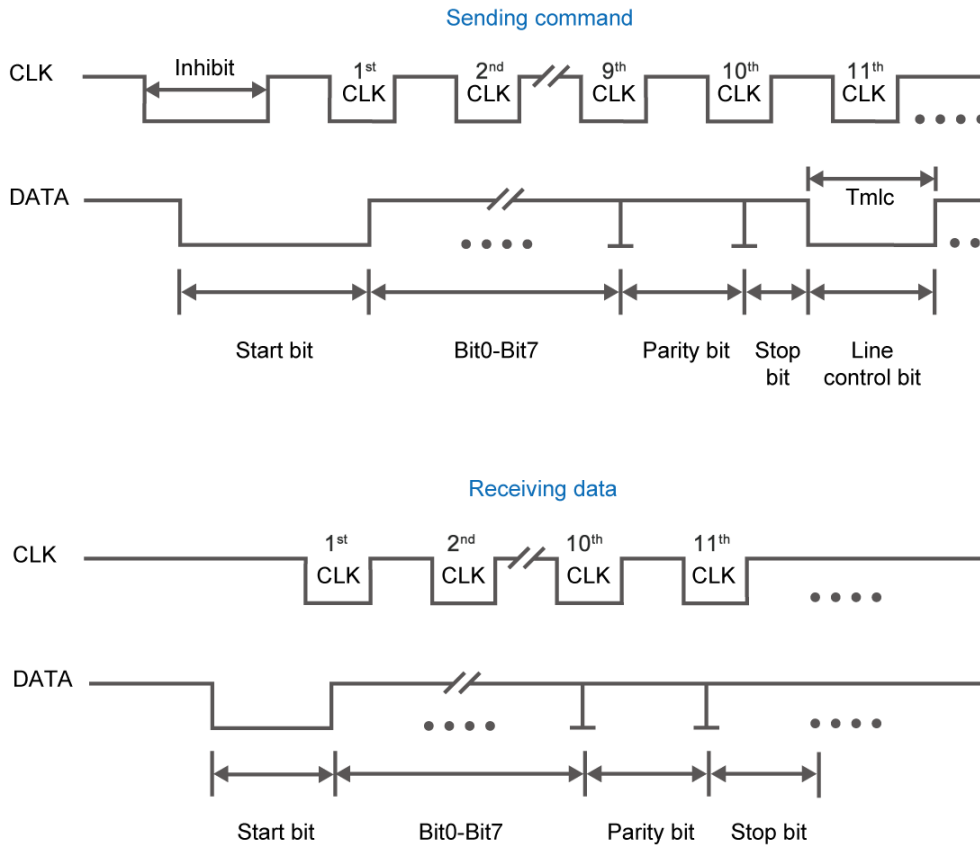 Sending command
CLK
Inhibit
1st CLK
2nd CLK
9th CLK
10th CLK
11th CLK
DATA
Tmlc
Start bit
Bit0-Bit7
Parity bit
Stop bit
Line control bit
Receiving data
CLK
1st CLK
2nd CLK
10th CLK
11th CLK
DATA
Start bit
Bit0-Bit7
Parity bit
Stop bit